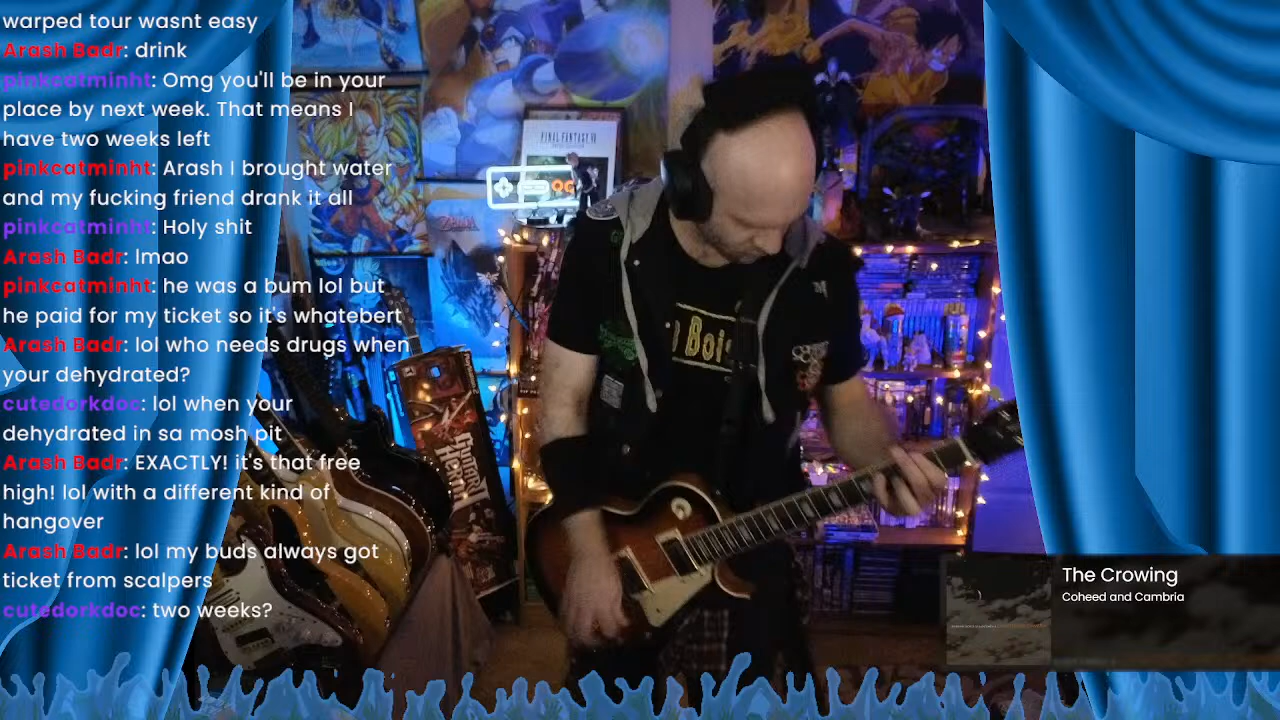 warped tour wasnt easy
Arash Badr: drink
pinkcatminht: Omg you'll be in your
place by next week. That means I
have two weeks left
pinkcatminht: Arash I brought water
and my fucking friend drank it all
pinkcatminht: Holy shit
Arash Badr: lmao
pinkcatminht: he was a bum lol but
he paid for my ticket so it's whatebert
Arash Badr: lol who needs drugs when
your dehydrated?
cutedorkdoc: lol when your
dehydrated in sa mosh pit
Arash Badr: EXACTLY! it's that free
high! lol with a different kind of
hangover
Arash Badr: lol my buds always got
ticket from scalpers
cutedorkdoc: two weeks?
FINAL FANTASY VII
ZELDA
GUITAR
HERO
Boi
The Crowing
Coheed and Cambria